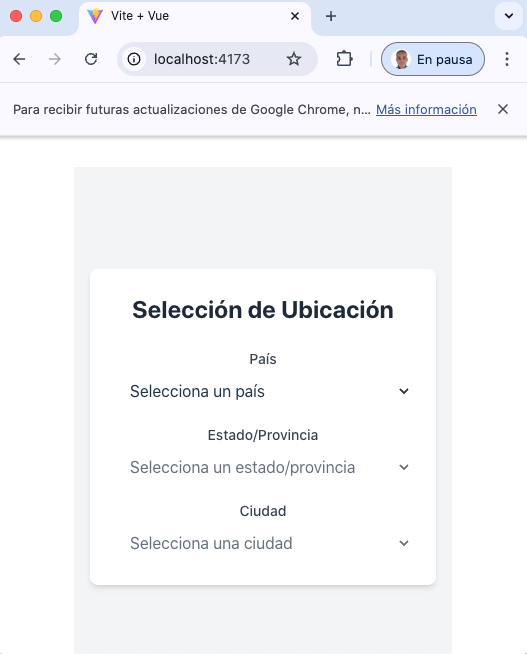 Vite + Vue
localhost:4173
En pausa
Para recibir futuras actualizaciones de Google Chrome, n... Más información
Selección de Ubicación
País
Selecciona un país
Estado/Provincia
Selecciona un estado/provincia
Ciudad
Selecciona una ciudad